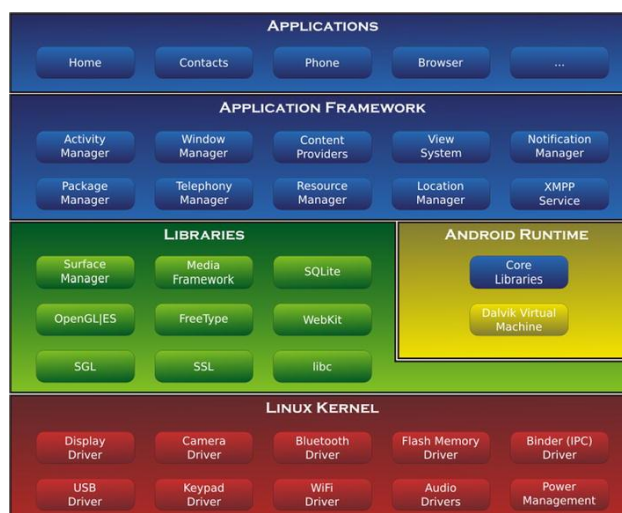 APPLICATIONS
Home Contacts Phone Browser ...
APPLICATION FRAMEWORK
Activity Manager
Window Manager
Content Providers
View System
Notification Manager
Package Manager
Telephony Manager
Resource Manager
Location Manager
XMPP Service
LIBRARIES
Surface Manager
Media Framework
SQLite
OpenGL|ES
FreeType
WebKit
SGL
SSL
libc
ANDROID RUNTIME
Core Libraries
Dalvik Virtual Machine
LINUX KERNEL
Display Driver
Camera Driver
Bluetooth Driver
Flash Memory Driver
Binder (IPC) Driver
USB Driver
Keypad Driver
WiFi Driver
Audio Drivers
Power Management